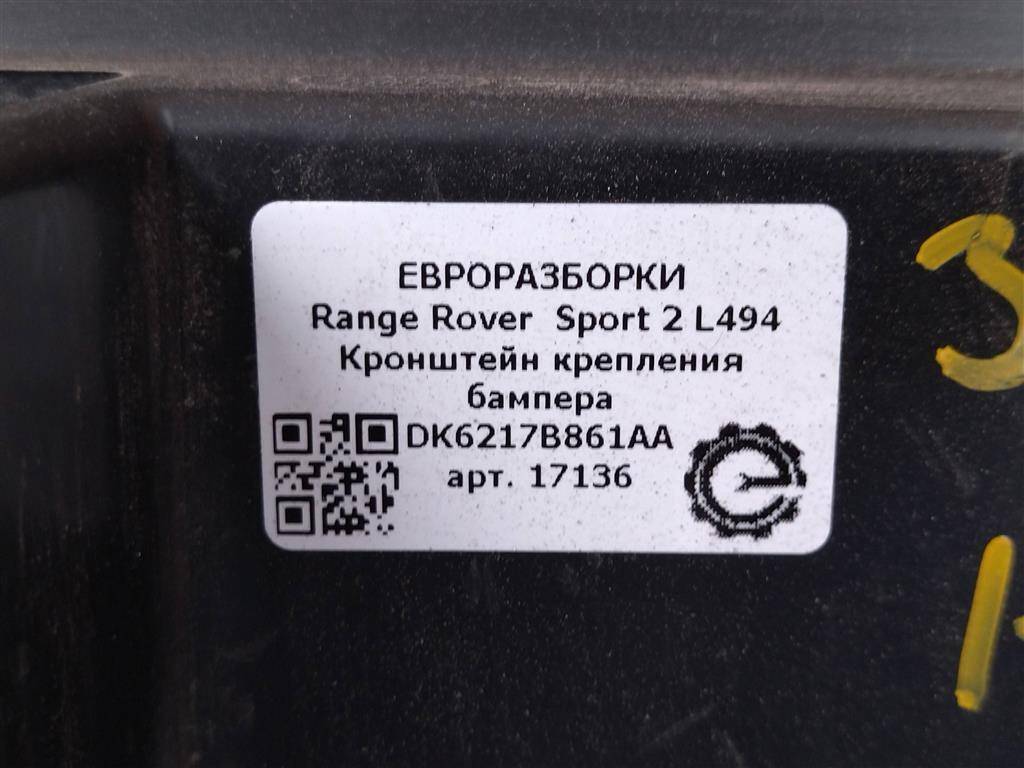 ЕВРОРАЗБОРКИ
Range Rover  Sport 2 L494
Кронштейн крепления
бампера
DK6217B861AA
арт. 17136
З